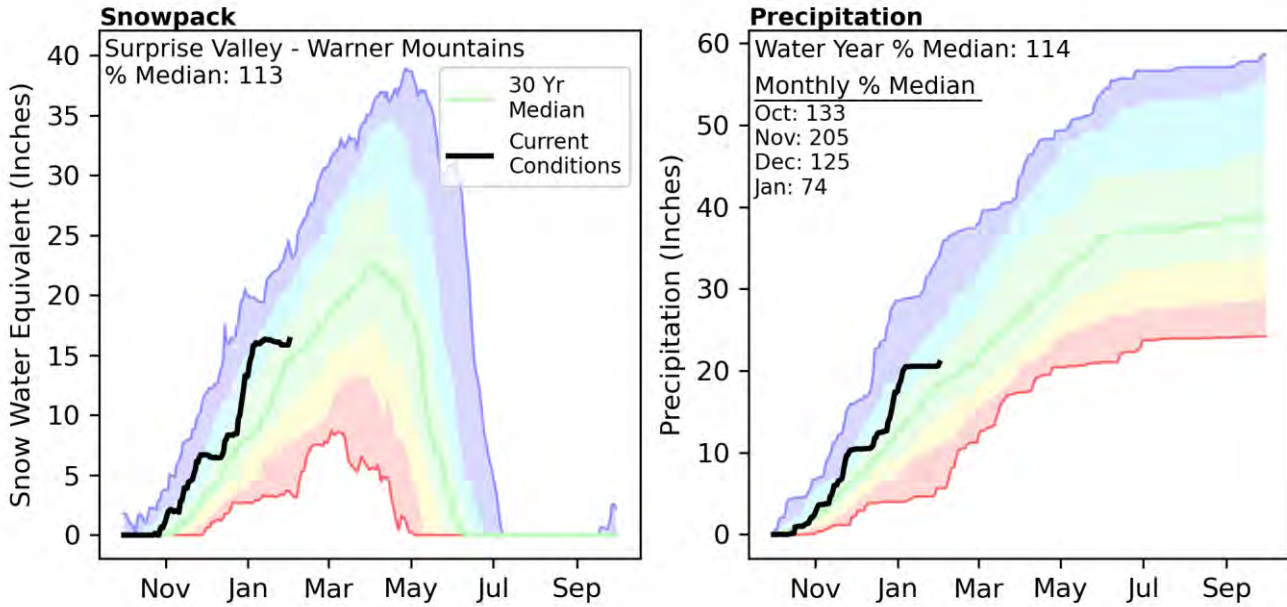 Snowpack
Surprise Valley - Warner Mountains
% Median: 113
30 Yr
Median
Current
Conditions
Snow Water Equivalent (Inches)
40
35
30
25
20
15
10
5
0
Nov Jan Mar May Jul Sep
Precipitation
Water Year % Median: 114
Monthly % Median
Oct: 133
Nov: 205
Dec: 125
Jan: 74
Precipitation (Inches)
60
50
40
30
20
10
0
Nov Jan Mar May Jul Sep